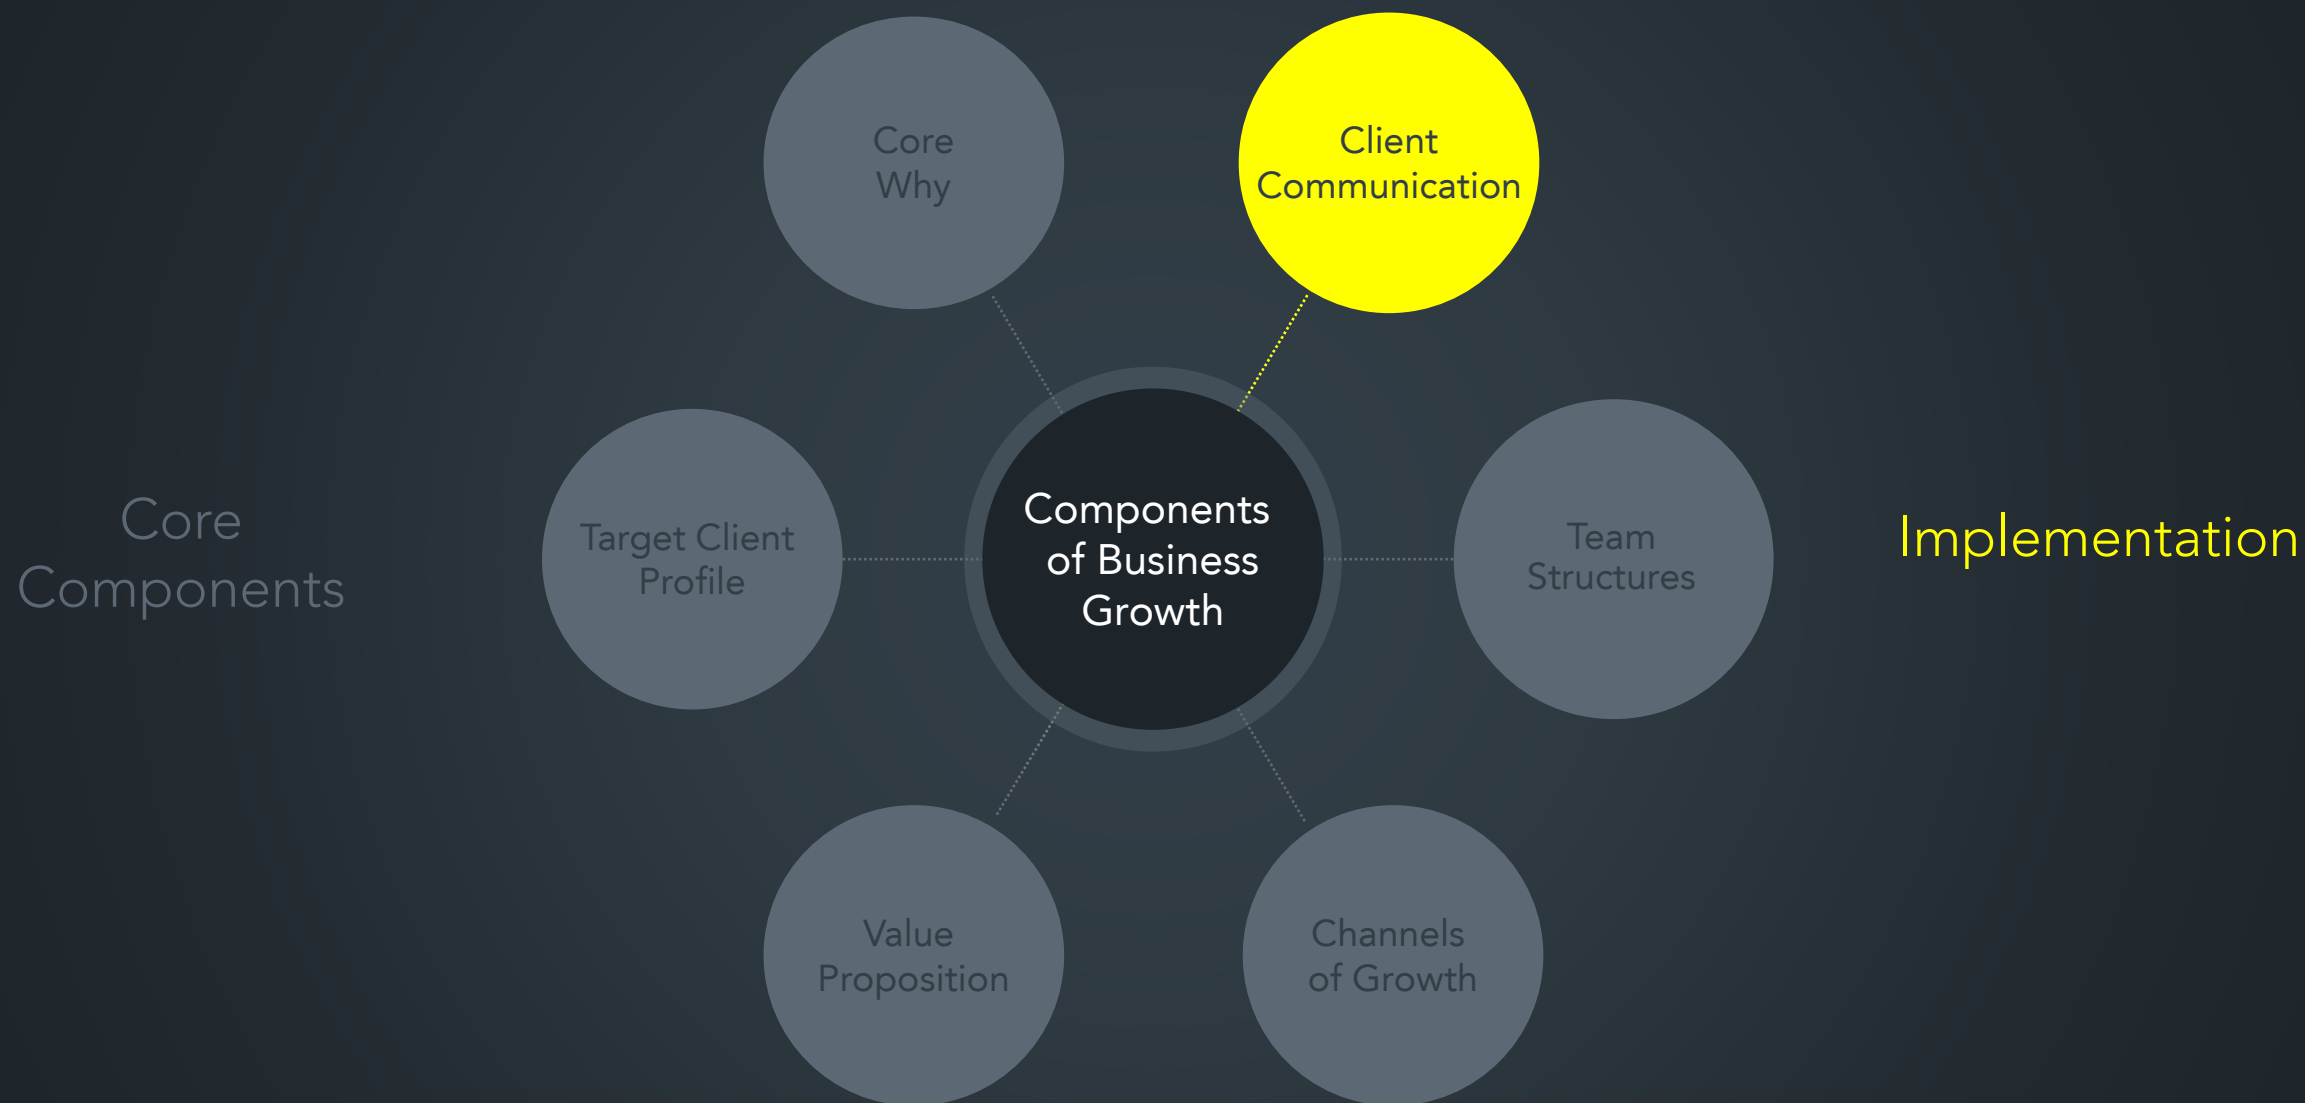 Core
Why
Client
Communication
Core
Components
Target Client
Profile
Components
of Business
Growth
Team
Structures
Implementation
Value
Proposition
Channels
of Growth